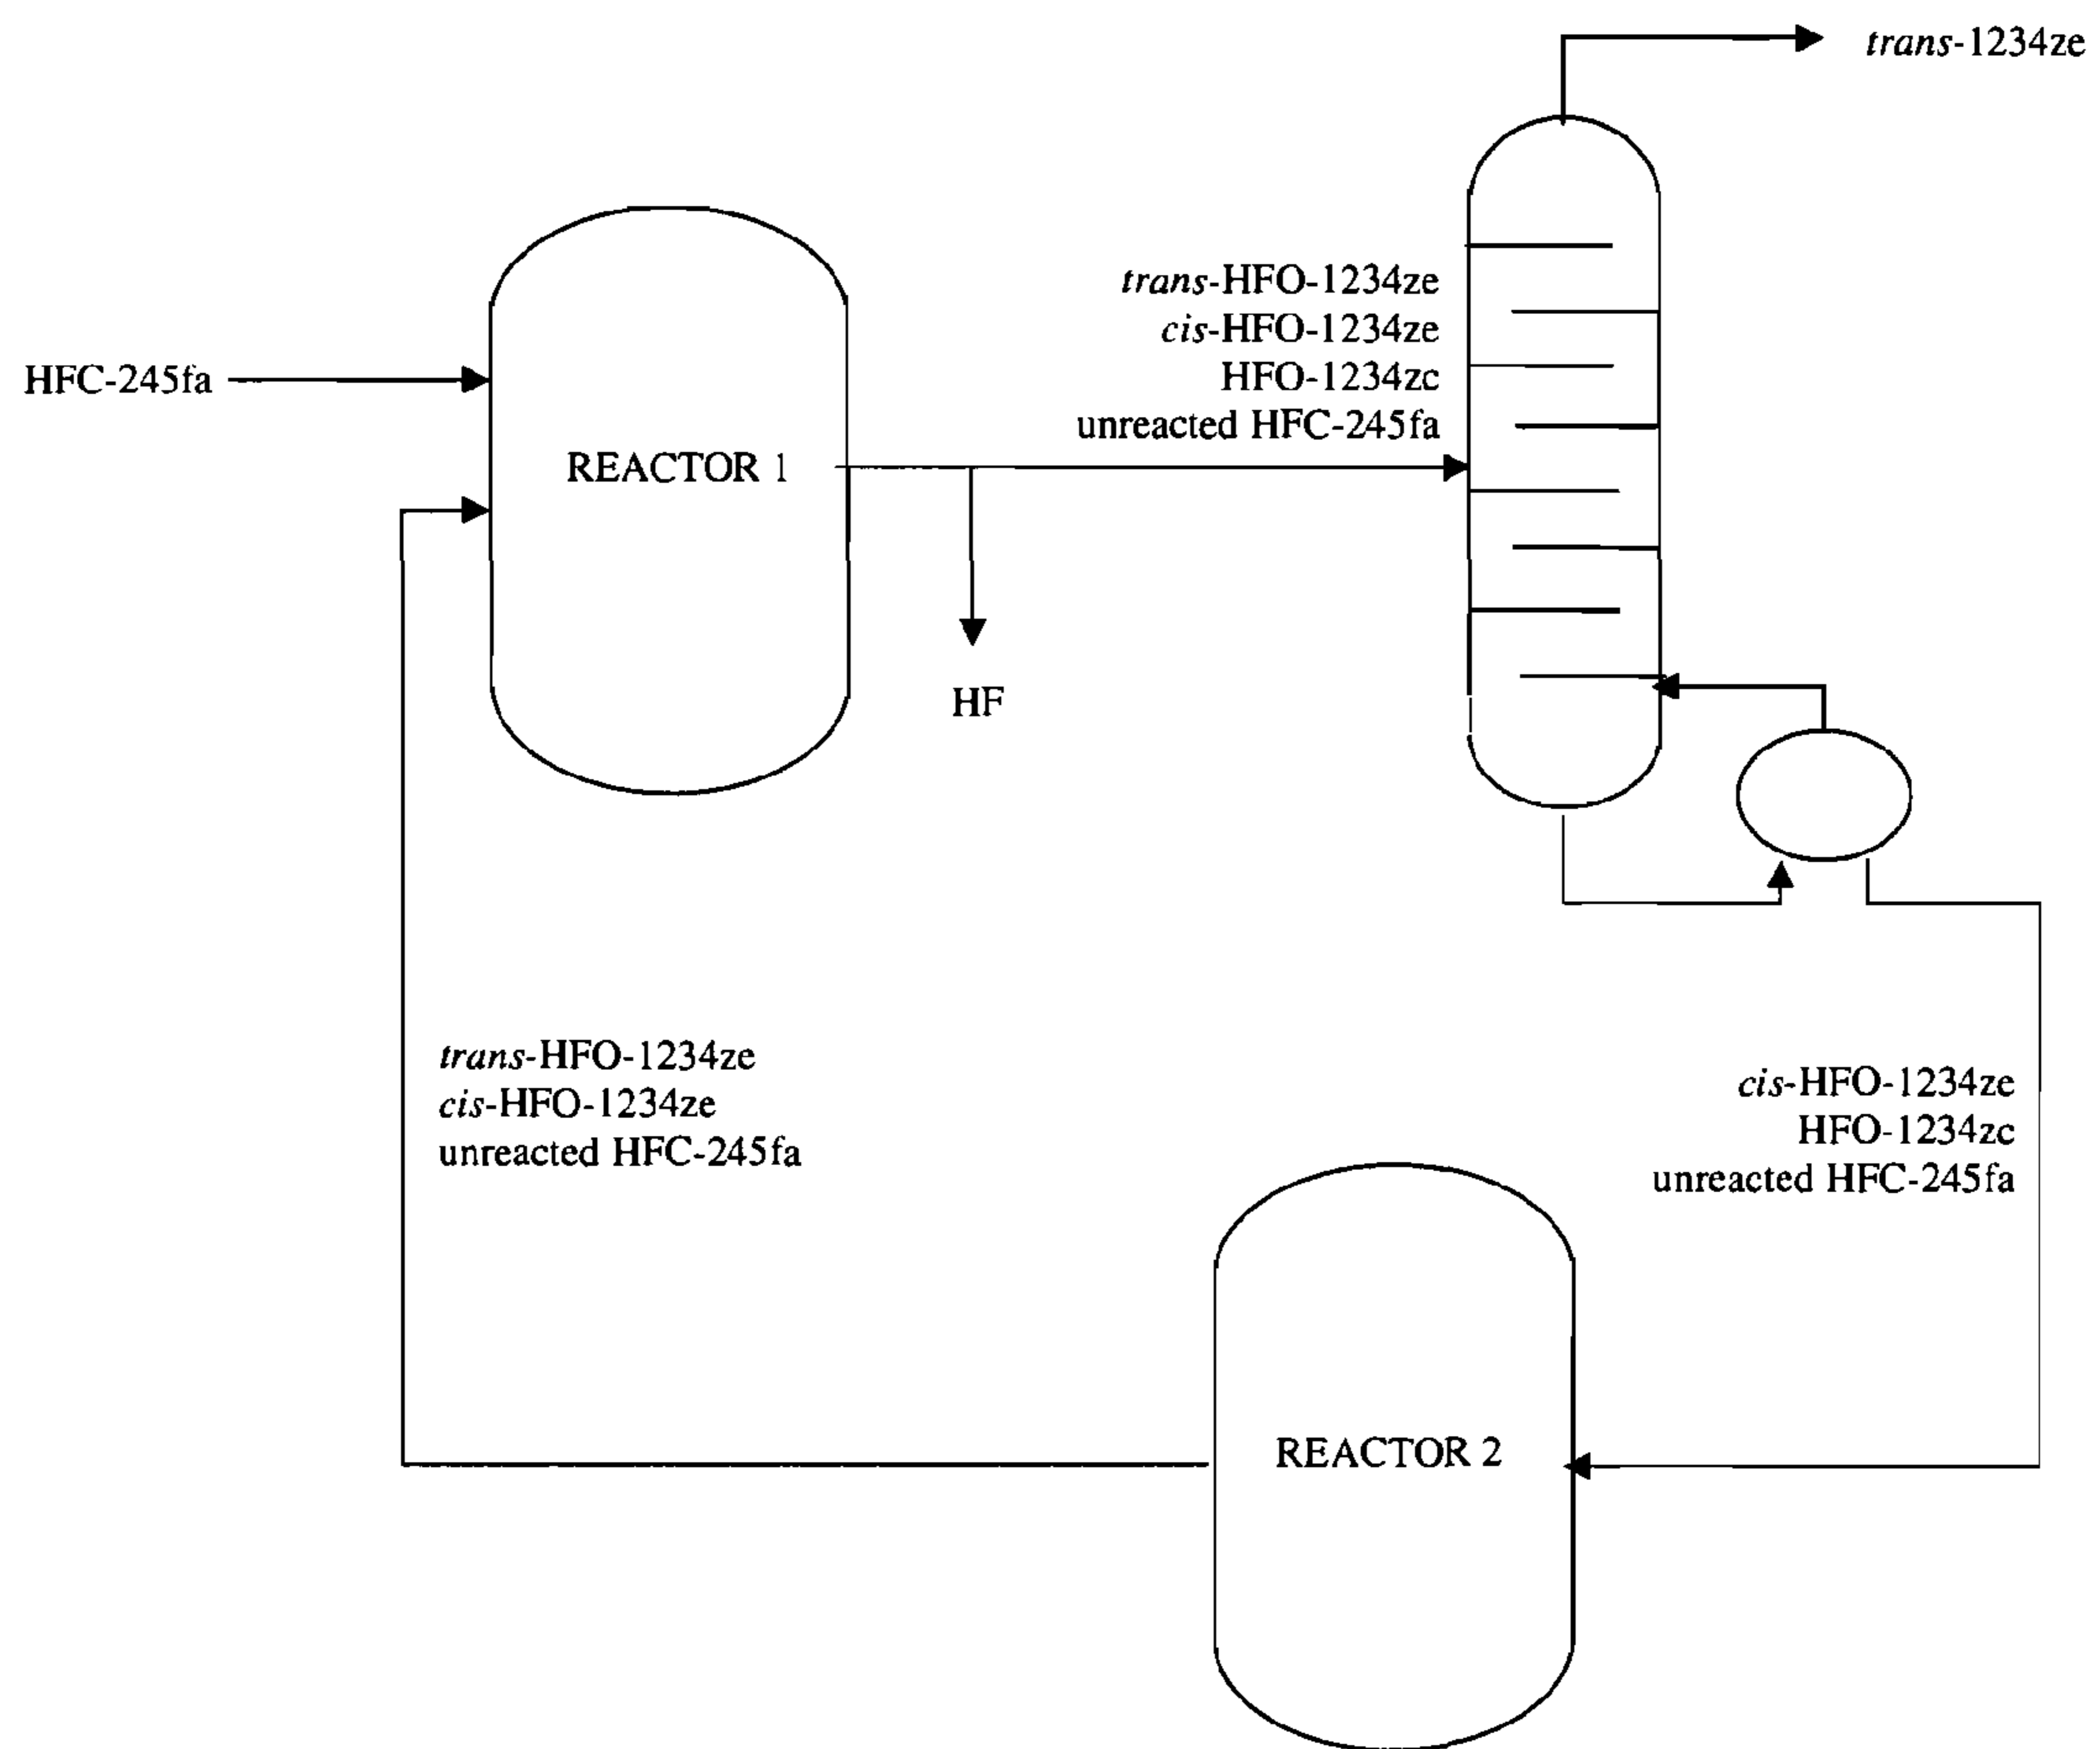 trans-1234ze
trans-HFO-1234ze
cis-HFO-1234ze
HFO-1234zc
unreacted HFC-245fa
HFC-245fa
REACTOR 1
HF
trans-HFO-1234ze
cis-HFO-1234ze
unreacted HFC-245fa
cis-HFO-1234ze
HFO-1234zc
unreacted HFC-245fa
REACTOR 2